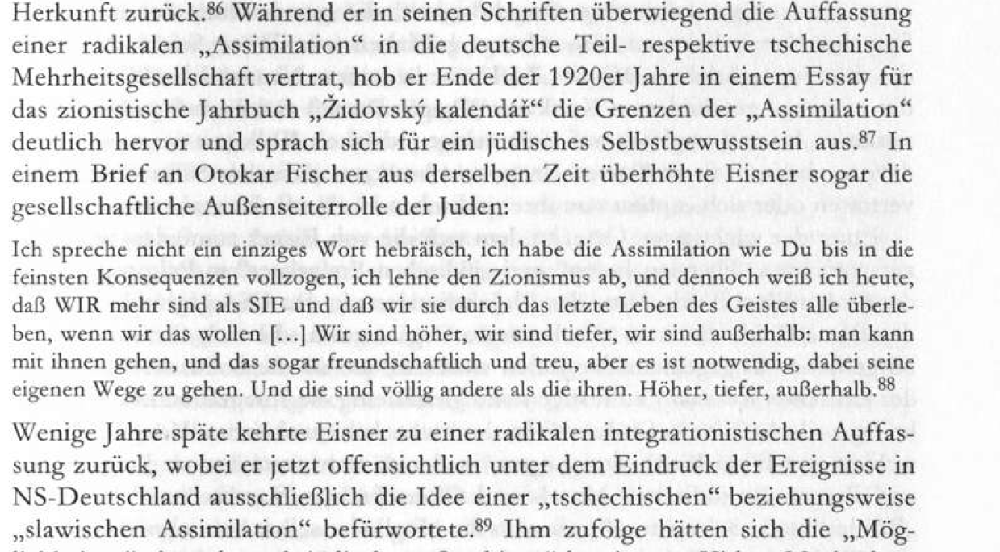 Herkunft zurück.86 Während er in seinen Schriften überwiegend die Auffassung
einer radikalen „Assimilation“ in die deutsche Teil- respektive tschechische
Mehrheitsgesellschaft vertrat, hob er Ende der 1920er Jahre in einem Essay für
das zionistische Jahrbuch „Židovský kalendář“ die Grenzen der „Assimilation“
deutlich hervor und sprach sich für ein jüdisches Selbstbewusstsein aus.87 In
einem Brief an Otokar Fischer aus derselben Zeit überhöhte Eisner sogar die
gesellschaftliche Außenseiterrolle der Juden:
Ich spreche nicht ein einziges Wort hebräisch, ich habe die Assimilation wie Du bis in die
feinsten Konsequenzen vollzogen, ich lehne den Zionismus ab, und dennoch weiß ich heute,
daß WIR mehr sind als SIE und daß wir sie durch das letzte Leben des Geistes alle überle-
ben, wenn wir das wollen […] Wir sind höher, wir sind tiefer, wir sind außerhalb: man kann
mit ihnen gehen, und das sogar freundschaftlich und treu, aber es ist notwendig, dabei seine
eigenen Wege zu gehen. Und die sind völlig andere als die ihren. Höher, tiefer, außerhalb.88
Wenige Jahre späte kehrte Eisner zu einer radikalen integrationistischen Auffas-
sung zurück, wobei er jetzt offensichtlich unter dem Eindruck der Ereignisse in
NS-Deutschland ausschließlich die Idee einer „tschechischen“ beziehungsweise
„slawischen Assimilation“ befürwortete.89 Ihm zufolge hätten sich die „Mög-